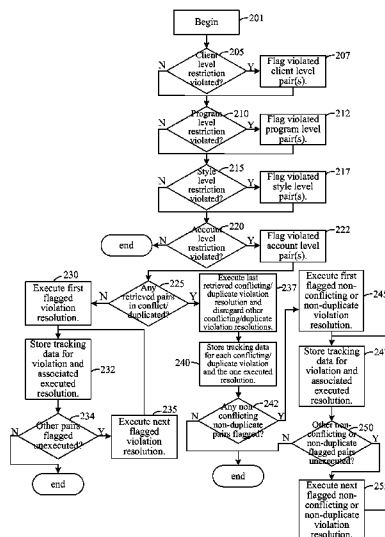 Begin
201
Client
level
restriction
violated?
205
N
Y
Flag violated
client level
pair(s).
207
Program
level
restriction
violated?
210
N
Y
Flag violated
program level
pair(s).
212
Style
level
restriction
violated?
215
N
Y
Flag violated
style level
pair(s).
217
Account
level
restriction
violated?
220
N
Y
end
Flag violated
account level
pair(s).
222
230
Execute first
flagged
violation
resolution.
Any
retrieved pairs
in conflict/
duplicated?
225
N
Y
Execute last
retrieved conflicting/
duplicate violation
resolution and
disregard other
conflicting/duplicate
violation resolutions.
237
Execute first
flagged non-
conflicting or
non-duplicate
violation
resolution.
Store tracking
data for
violation and
associated
executed
resolution.
232
240
Store tracking data
for each conflicting/
duplicate violation
and the one executed
resolution.
Store tracking
data for
violation and
associated
executed
resolution.
234
Other pairs
flagged
unexecuted?
N
Y
235
Execute next
flagged
violation
resolution.
Any non-
conflicting
non-duplicate
pairs flagged?
242
N
Y
Other non-
conflicting or
non-duplicate
flagged pairs
unexecuted?
250
N
Y
end
end
Execute next
flagged non-
conflicting or
non-duplicate
violation
resolution.